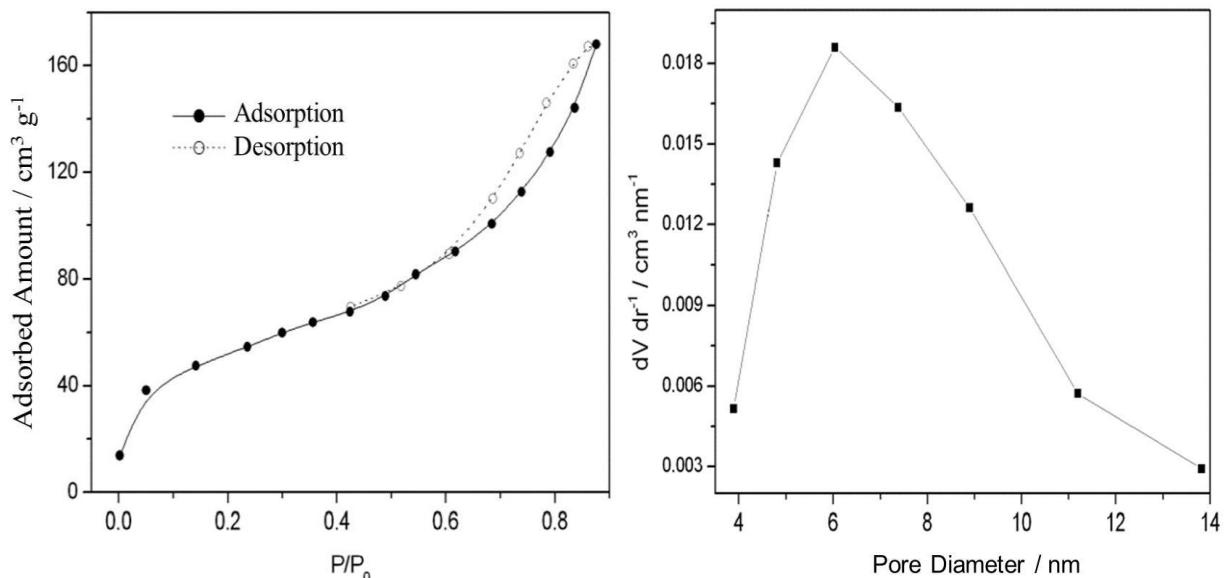 160
120
80
40
0
Adsorbed Amount / cm³ g⁻¹
Adsorption
Desorption
0.0 0.2 0.4 0.6 0.8
P/P₀
0.018
0.015
0.012
0.009
0.006
0.003
dV dr⁻¹ / cm³ nm⁻¹
4 6 8 10 12 14
Pore Diameter / nm